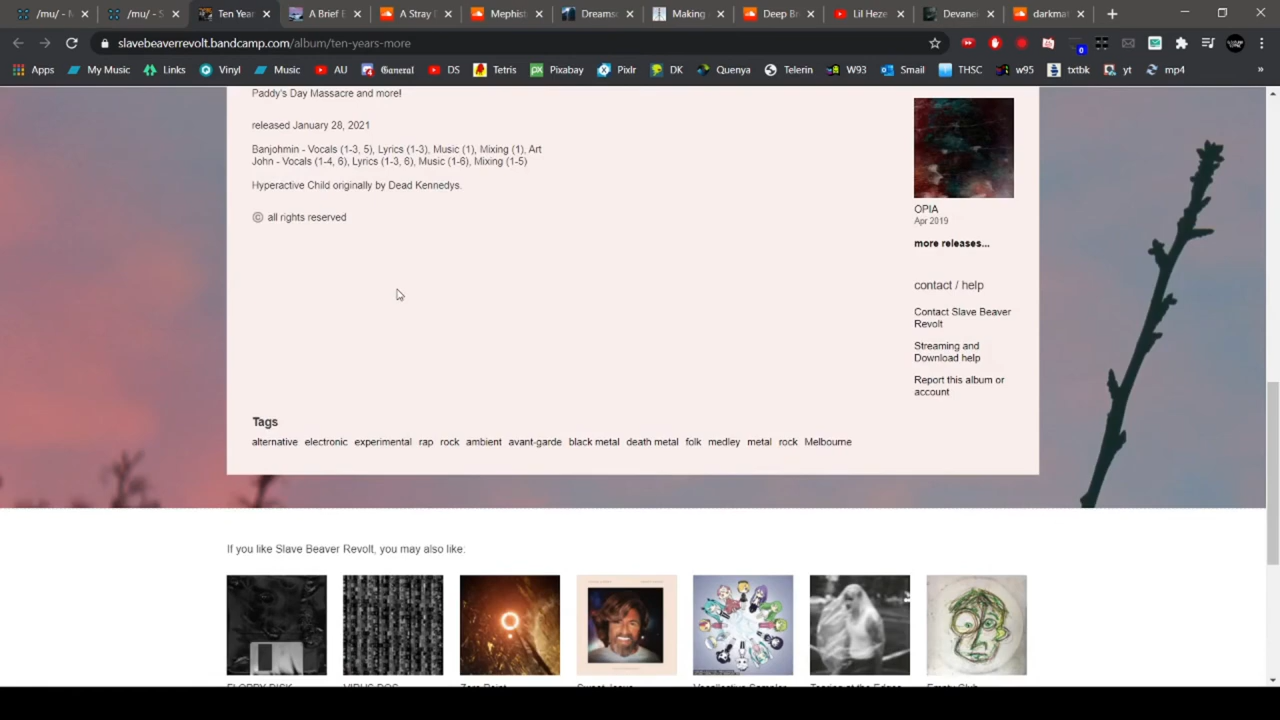 /mu/ - N
/mu/ - S
Ten Year
A Brief E
A Stray D
Mephist
Dreamsc
Making
Deep Br
Lil Heze
Devanei
darkmat
slavebeaverrevolt.bandcamp.com/album/ten-years-more
0
Apps
My Music
Links
Vinyl
Music
AU
General
DS
Tetris
Pixabay
Pixlr
DK
Quenya
Telerin
W93
Smail
THSC
w95
txtbk
yt
mp4
Paddy's Day Massacre and more!
released January 28, 2021
Banjohmin - Vocals (1-3, 5), Lyrics (1-3), Music (1), Mixing (1), Art
John - Vocals (1-4, 6), Lyrics (1-3, 6), Music (1-6), Mixing (1-5)
Hyperactive Child originally by Dead Kennedys.
© all rights reserved
OPIA
Apr 2019
more releases...
contact / help
Contact Slave Beaver
Revolt
Streaming and
Download help
Report this album or
account
Tags
alternative electronic experimental rap rock ambient avant-garde black metal death metal folk medley metal rock Melbourne
If you like Slave Beaver Revolt, you may also like: